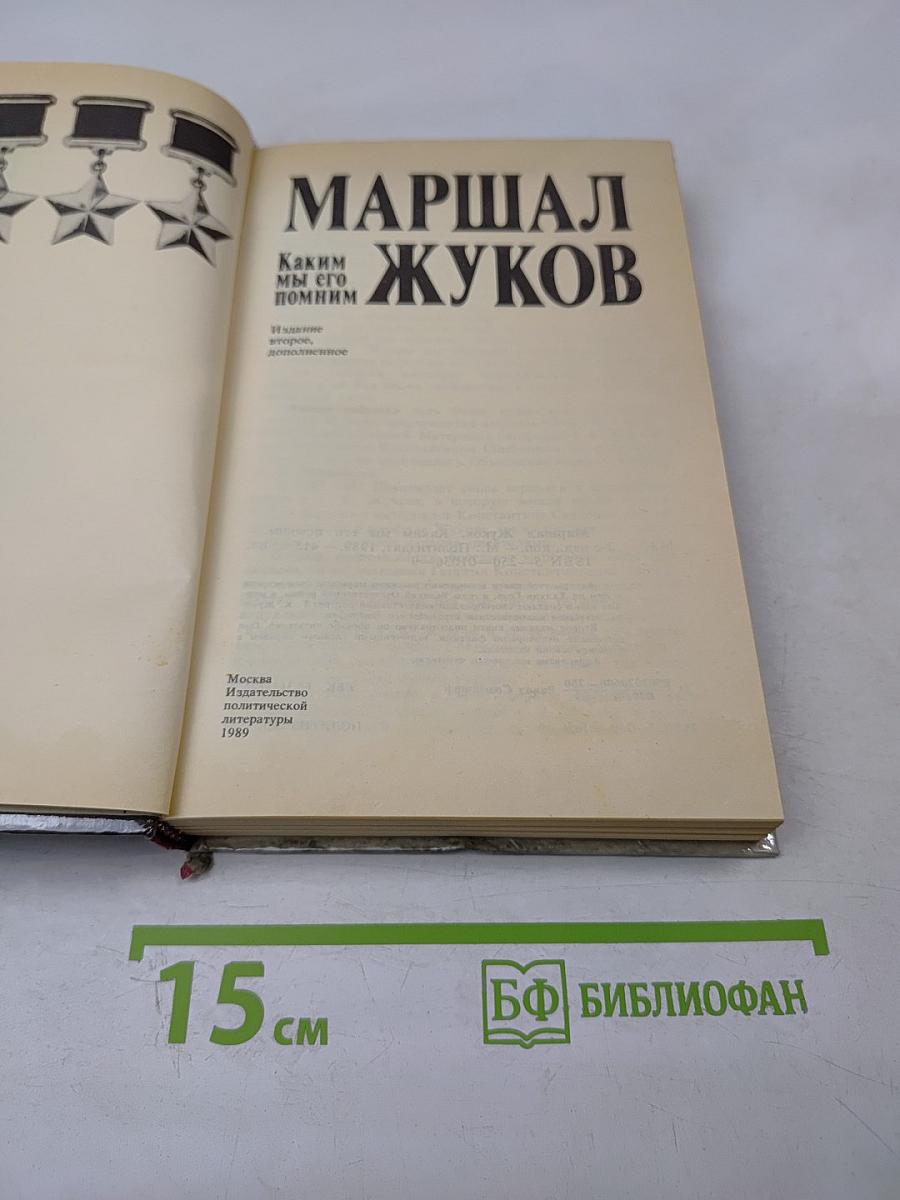 МАРШАЛ
Каким
мы его
помним
ЖУКОВ
Издание
второе,
дополненное
Москва
Издательство
политической
литературы
1989
15 см
БФ БИБЛИОФАН